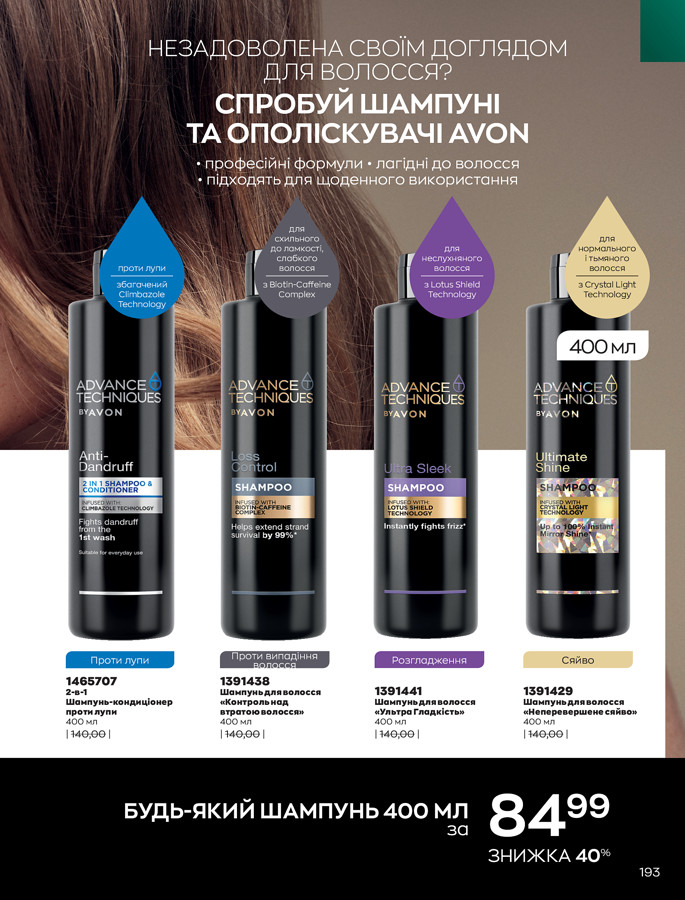 НЕЗАДОВОЛЕНА СВОЇМ ДОГЛЯДОМ
ДЛЯ ВОЛОССЯ?
СПРОБУЙ ШАМПУНІ
ТА ОПОЛІСКУВАЧІ AVON
• професійні формули • лагідні до волосся
• підходять для щоденного використання
проти лупи
збагачений
Climbazole
Technology
для
схильного
до ламкості,
слабкого
волосся
з Biotin-Caffeine
Complex
для
неслухняного
волосся
з Lotus Shield
Technology
для
нормального
і тьмяного
волосся
з Crystal Light
Technology
400 мл
ADVANCE T
TECHNIQUES
BY AVON
Anti-
Dandruff
2 IN 1 SHAMPOO &
CONDITIONER
INFUSED WITH:
CLIMBAZOLE TECHNOLOGY
Fights dandruff
from the
1st wash
Suitable for everyday use
ADVANCE T
TECHNIQUES
BY AVON
Loss
Control
SHAMPOO
INFUSED WITH
BIOTIN-CAFFEINE
COMPLEX
Helps extend strand
survival by 99%*
ADVANCE T
TECHNIQUES
BY AVON
Ultra Sleek
SHAMPOO
INFUSED WITH:
LOTUS SHIELD
TECHNOLOGY
Instantly fights frizz*
ADVANCE T
TECHNIQUES
BY AVON
Ultimate
Shine
SHAMPOO
INFUSED WITH
CRYSTAL LIGHT
TECHNOLOGY
Up to 100% Instant
Mirror Shine*
Проти лупи
1465707
2-в-1
Шампунь-кондиціонер
проти лупи
400 мл
| 140,00 |
Проти випадіння
волосся
1391438
Шампунь для волосся
«Контроль над
втратою волосся»
400 мл
| 140,00 |
Розгладження
1391441
Шампунь для волосся
«Ультра Гладкість»
400 мл
| 140,00 |
Сяйво
1391429
Шампунь для волосся
«Неперевершене сяйво»
400 мл
| 140,00 |
БУДЬ-ЯКИЙ ШАМПУНЬ 400 МЛ
за
84⁹⁹
ЗНИЖКА 40%
193